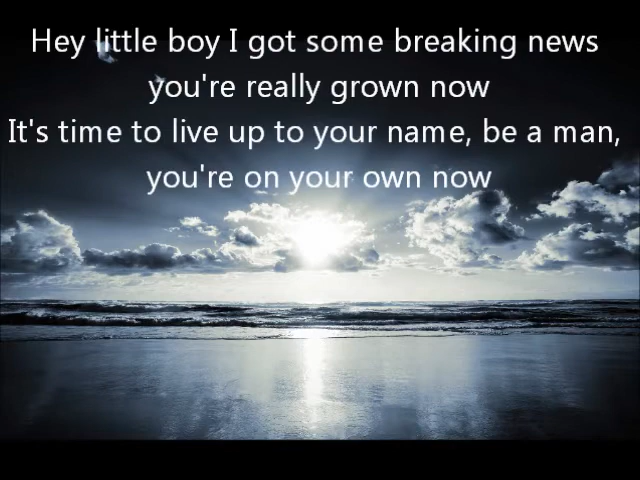 Hey little boy I got some breaking news
you're really grown now
It's time to live up to your name, be a man,
you're on your own now